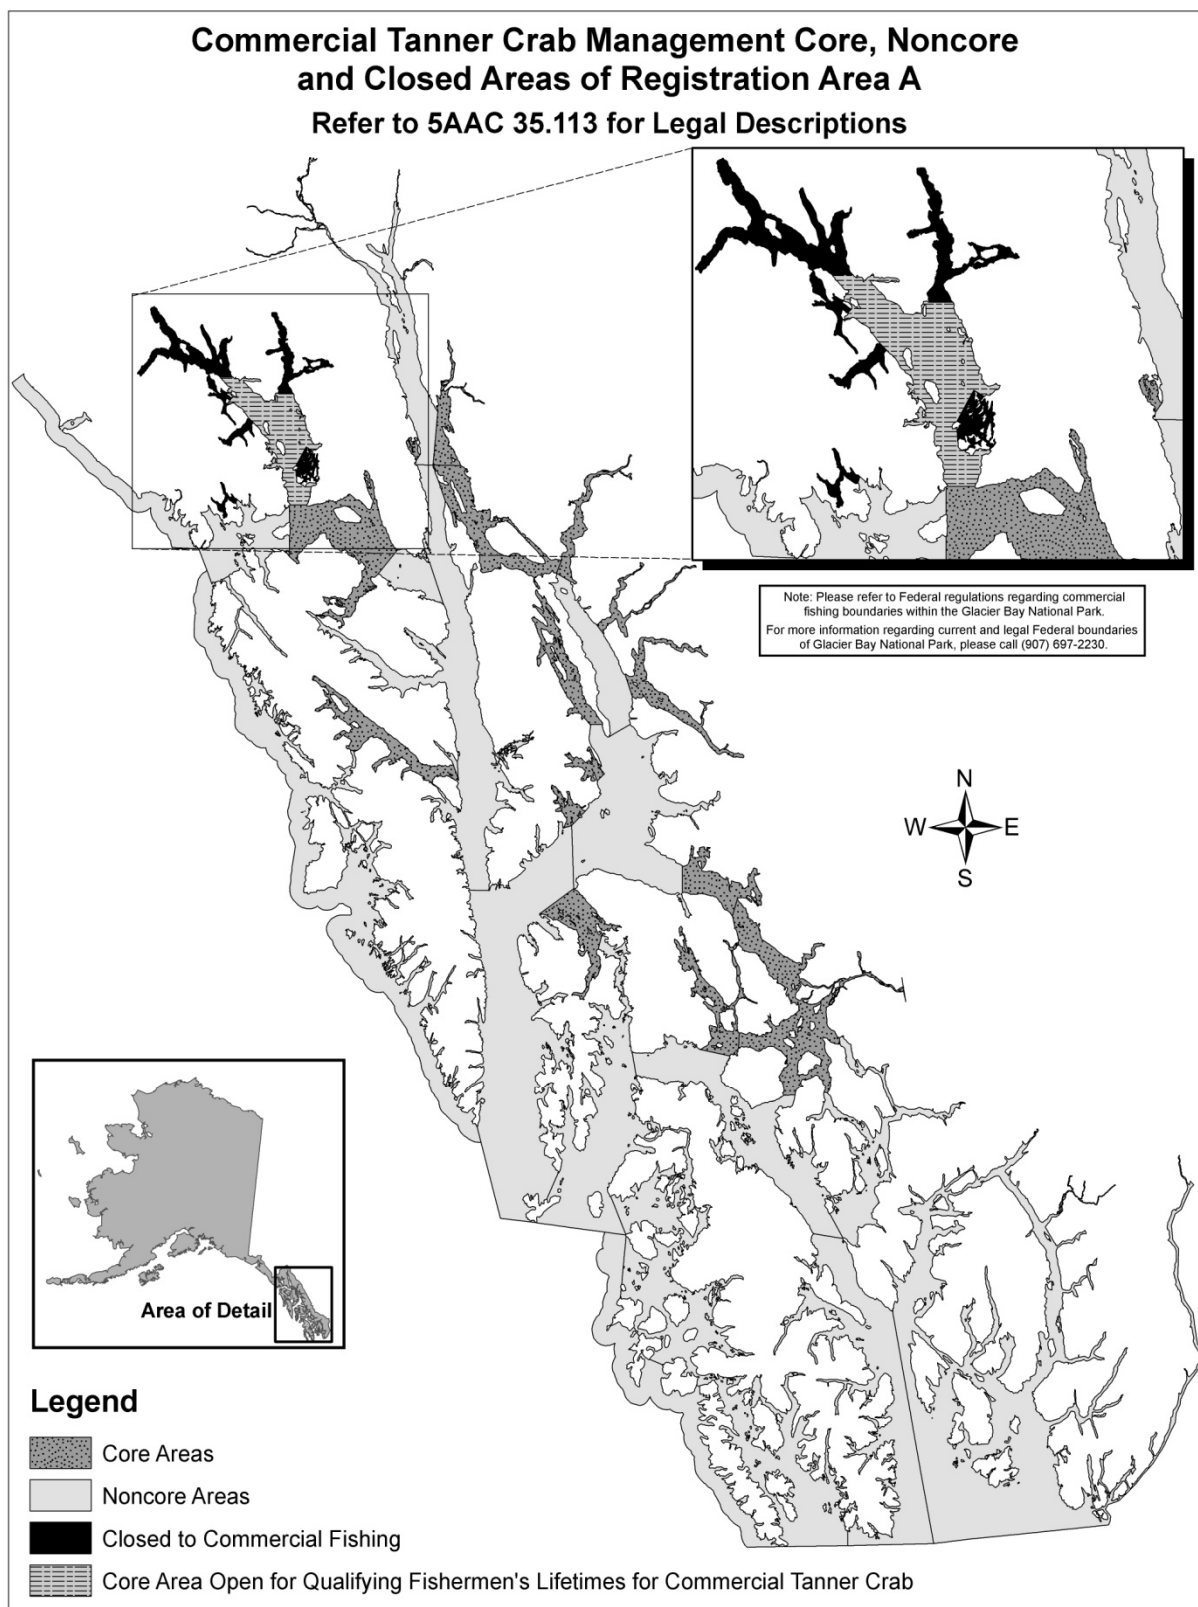 Commercial Tanner Crab Management Core, Noncore
and Closed Areas of Registration Area A
Refer to 5AAC 35.113 for Legal Descriptions
Note: Please refer to Federal regulations regarding commercial
fishing boundaries within the Glacier Bay National Park.
For more information regarding current and legal Federal boundaries
of Glacier Bay National Park, please call (907) 697-2230.
N
W E
S
Area of Detail
Legend
Core Areas
Noncore Areas
Closed to Commercial Fishing
Core Area Open for Qualifying Fishermen's Lifetimes for Commercial Tanner Crab